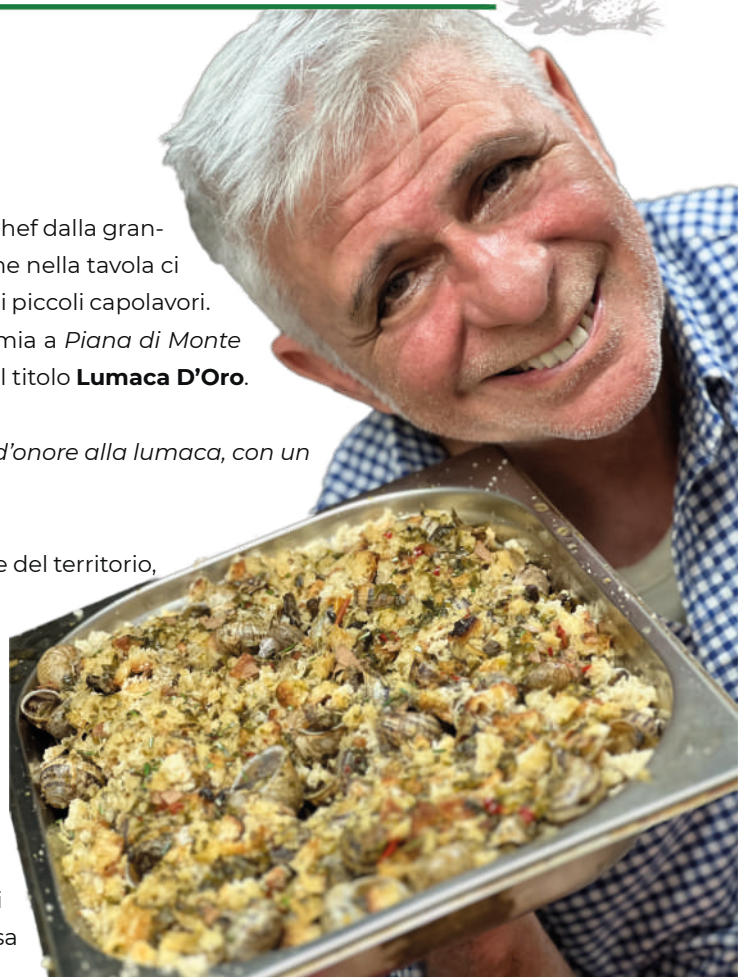 hef dalla gran-
ne nella tavola ci
i piccoli capolavori.
mia a Piana di Monte
l titolo Lumaca D’Oro.
d’onore alla lumaca, con un
e del territorio,
i
sa